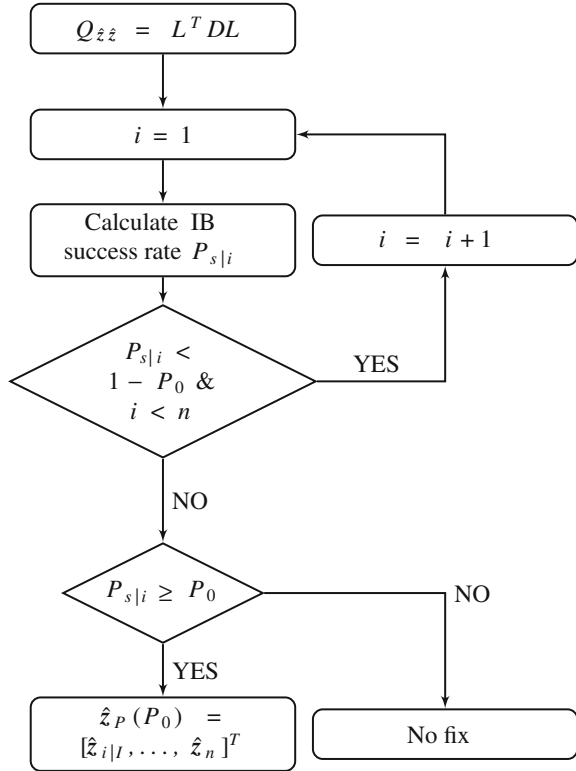 Q_{ẑẑ} = L^T DL
i = 1
Calculate IB
success rate P_{s|i}
i = i + 1
P_{s|i} <
1 − P_0 &
i < n
YES
NO
P_{s|i} ≥ P_0
NO
YES
ẑ_P(P_0) =
[ẑ_{i|I}, . . . , ẑ_n]^T
No fix